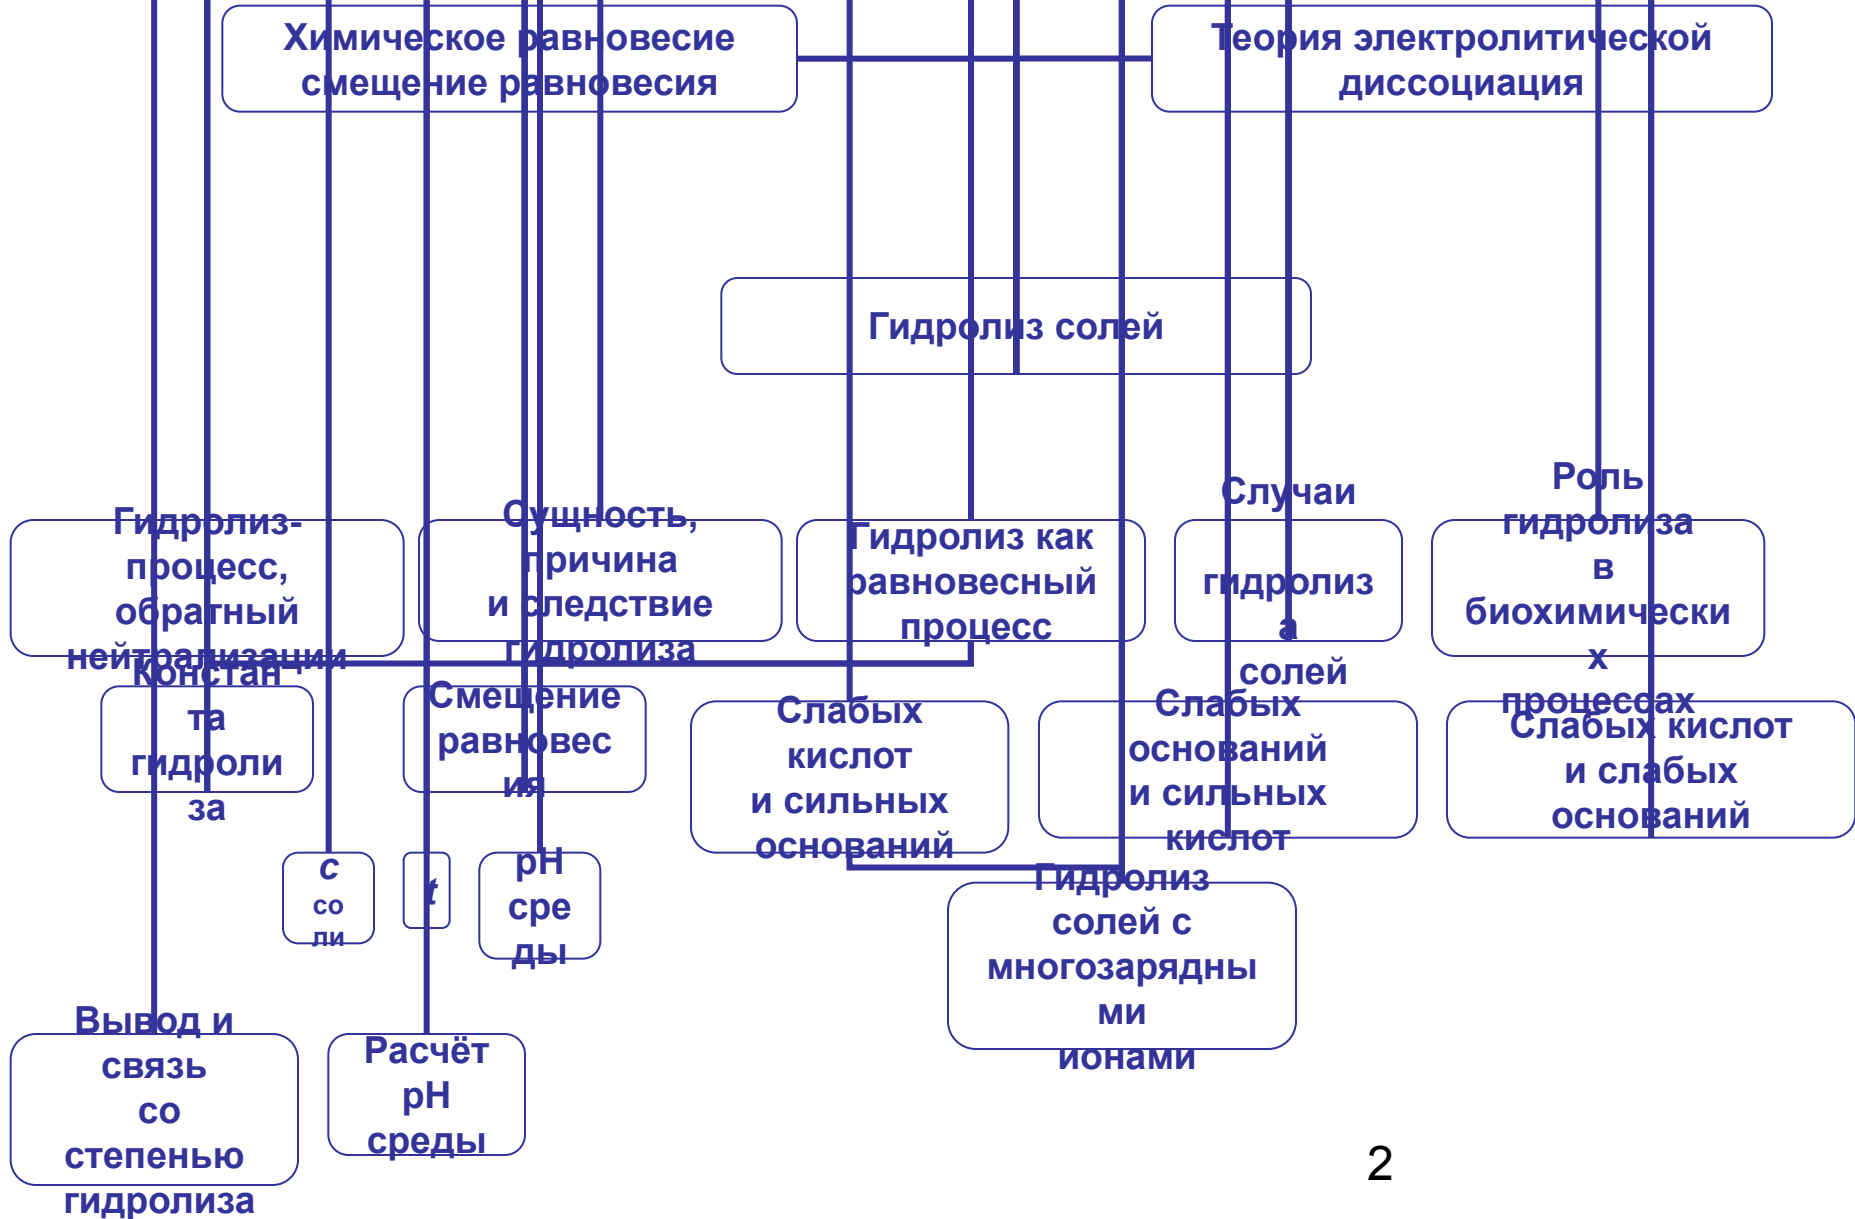 Химическое равновесие
смещение равновесия
Теория электролитической
диссоциация
Гидролиз солей
Гидролиз-
процесс,
обратный
нейтрализации
Сущность,
причина
и следствие
гидролиза
Гидролиз как
равновесный
процесс
Случаи
гидролиз
а
солей
Роль
гидролиза
в
биохимически
х
процессах
Констан
та
гидроли
за
Смещение
равновес
ия
Слабых
кислот
и сильных
оснований
Слабых
оснований
и сильных
кислот
Слабых кислот
и слабых
оснований
с
со
ли
t
рН
сре
ды
Гидролиз
солей с
многозарядны
ми
ионами
Вывод и
связь
со
степенью
гидролиза
Расчёт
рН
среды
2